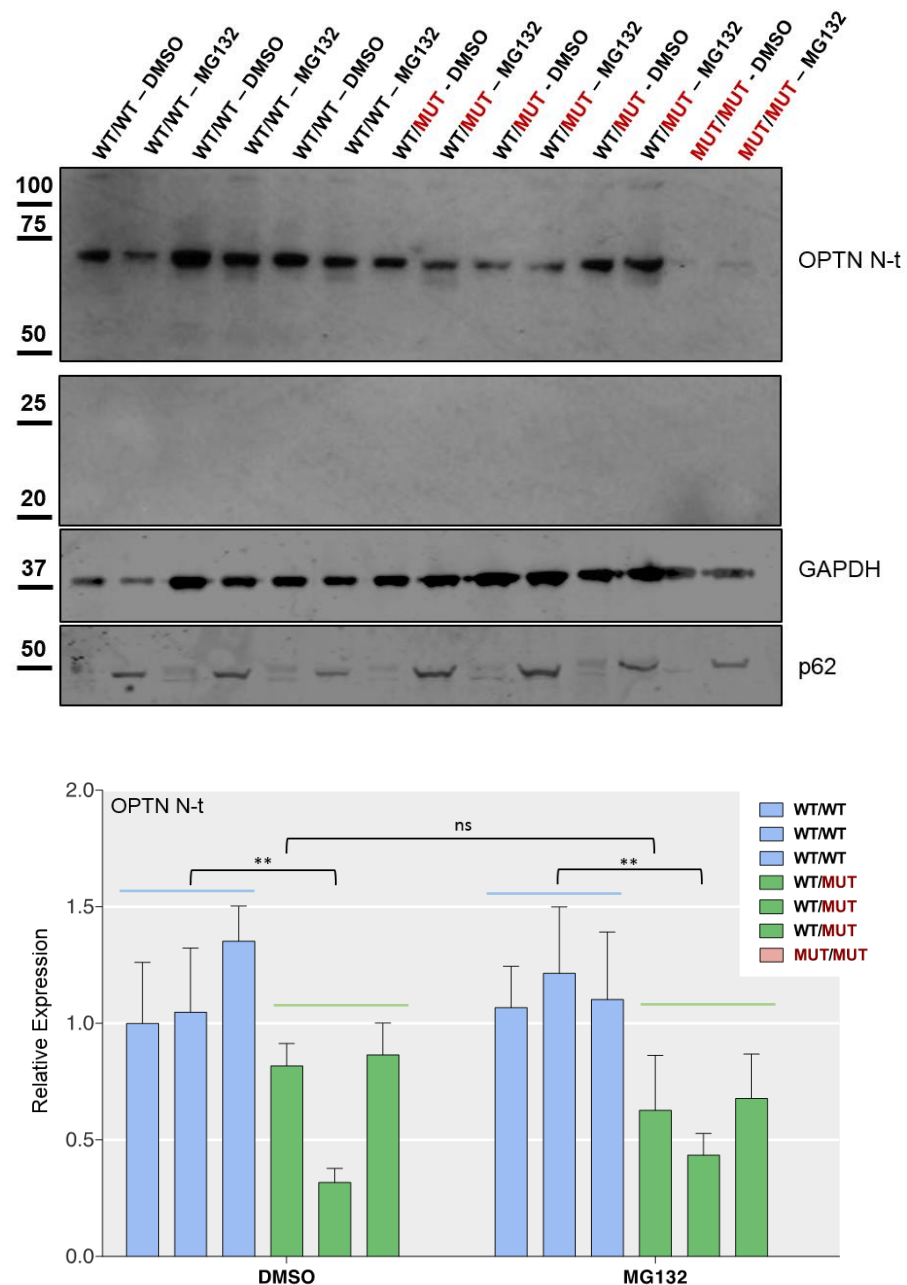 WT/WT – DMSO
WT/WT – MG132
WT/WT – DMSO
WT/WT – MG132
WT/WT – DMSO
WT/WT – MG132
WT/MUT - DMSO
WT/MUT – MG132
WT/MUT - DMSO
WT/MUT – MG132
WT/MUT - DMSO
WT/MUT – MG132
MUT/MUT - DMSO
MUT/MUT – MG132
100
75
50
OPTN N-t
25
20
37
GAPDH
50
p62
OPTN N-t
2.0
1.5
1.0
0.5
0.0
Relative Expression
ns
**
**
WT/WT
WT/WT
WT/WT
WT/MUT
WT/MUT
WT/MUT
MUT/MUT
DMSO
MG132